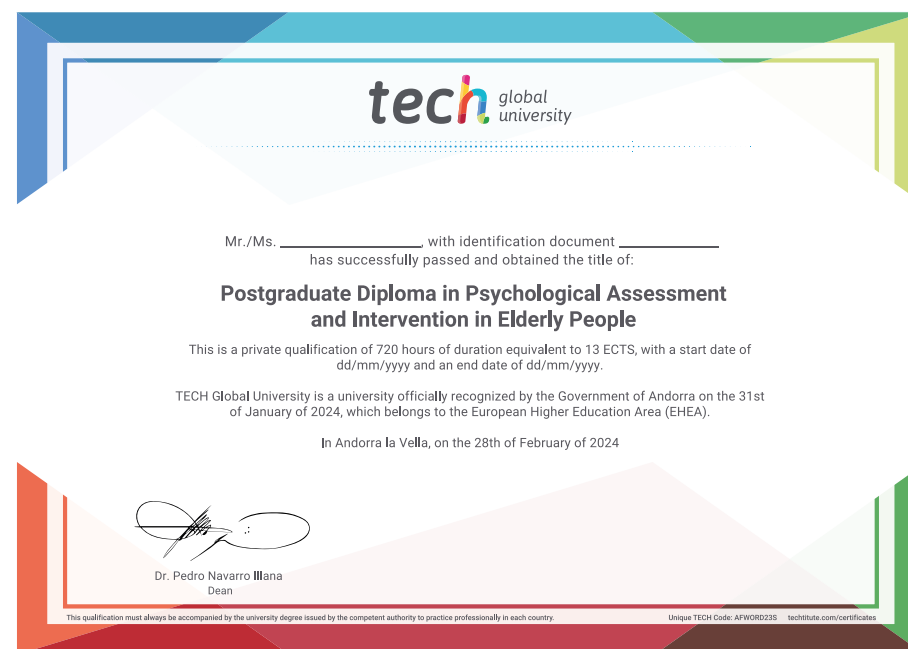 tech global university
Mr./Ms. ____________________, with identification document ______________
has successfully passed and obtained the title of:
Postgraduate Diploma in Psychological Assessment
and Intervention in Elderly People
This is a private qualification of 720 hours of duration equivalent to 13 ECTS, with a start date of
dd/mm/yyyy and an end date of dd/mm/yyyy.
TECH Global University is a university officially recognized by the Government of Andorra on the 31st
of January of 2024, which belongs to the European Higher Education Area (EHEA).
In Andorra la Vella, on the 28th of February of 2024
Dr. Pedro Navarro Illana
Dean
This qualification must always be accompanied by the university degree issued by the competent authority to practice professionally in each country.
Unique TECH Code: AFWORD23S techtitute.com/certificates